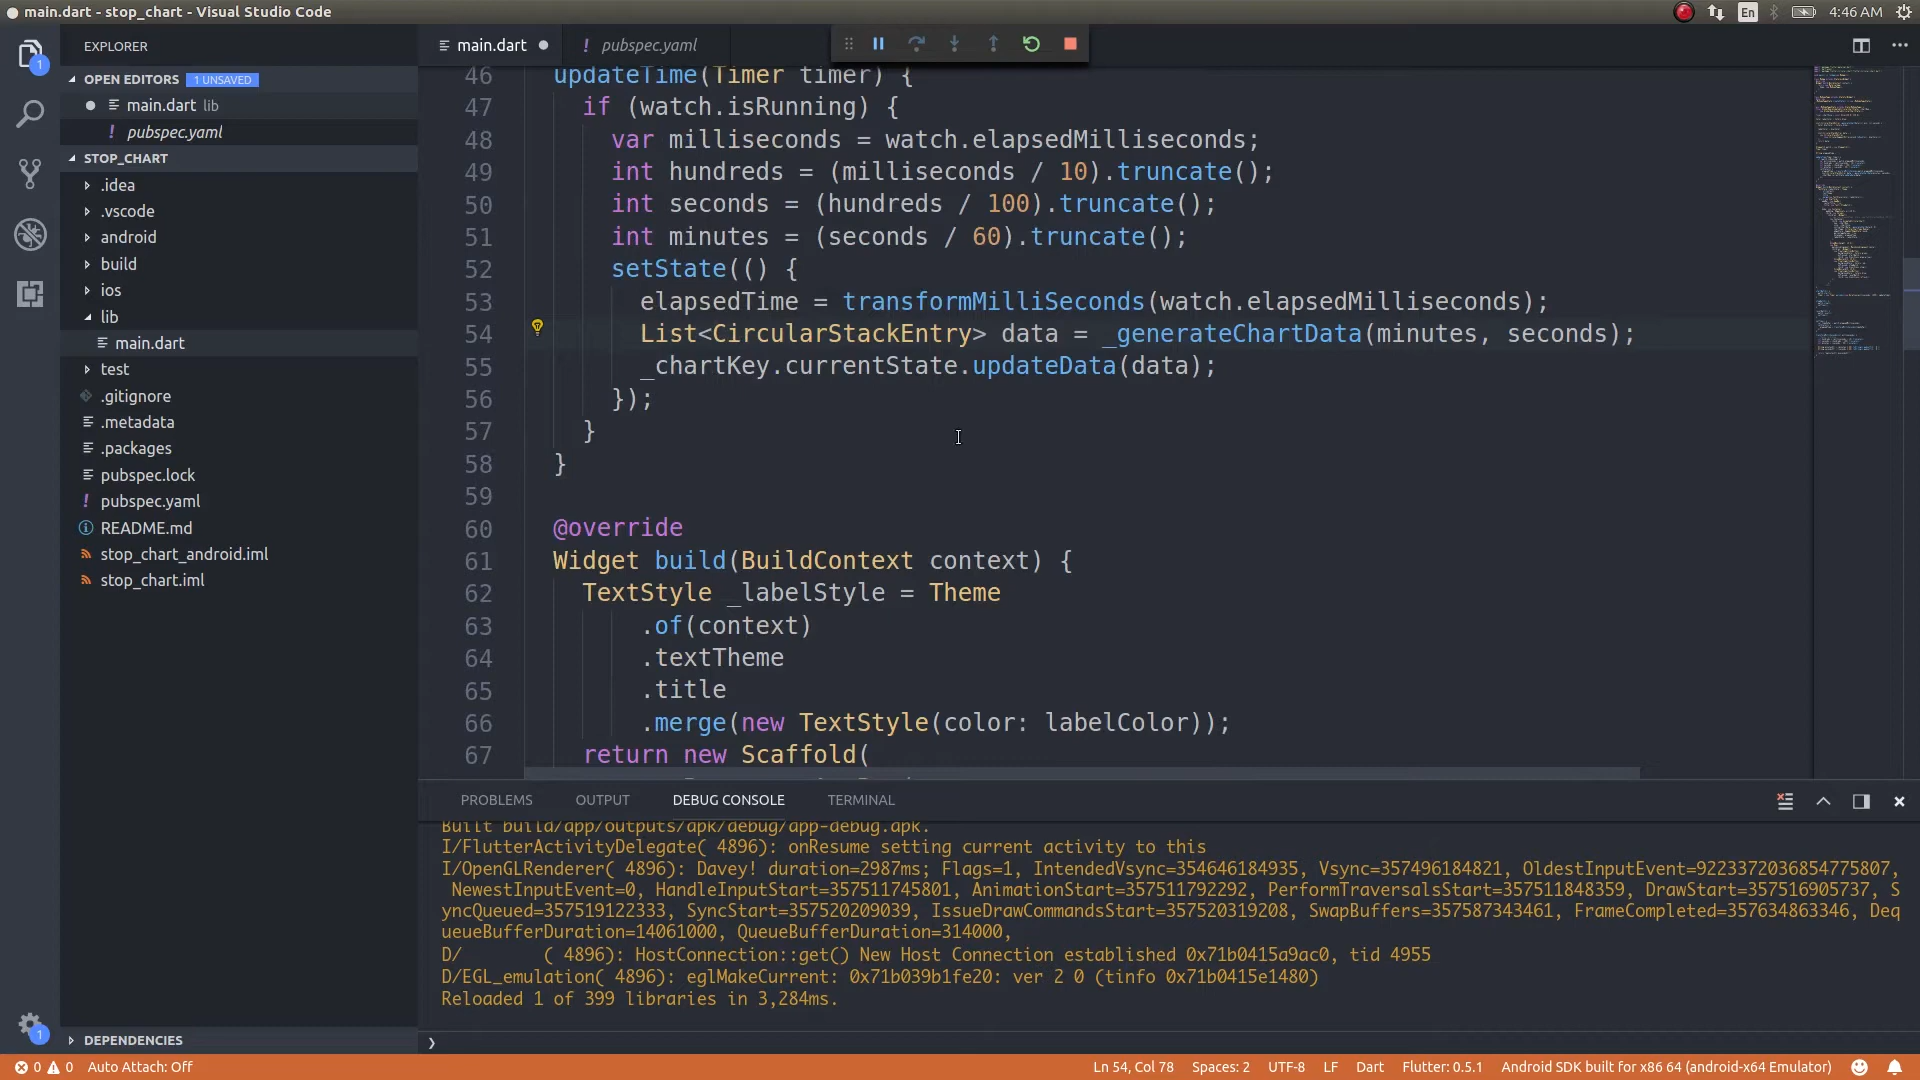 main.dart - stop_chart - Visual Studio Code
En
4:46 AM
EXPLORER
OPEN EDITORS 1 UNSAVED
main.dart lib
! pubspec.yaml
STOP_CHART
.idea
.vscode
android
build
ios
lib
main.dart
test
.gitignore
.metadata
.packages
pubspec.lock
! pubspec.yaml
README.md
stop_chart_android.iml
stop_chart.iml
DEPENDENCIES
1
1
main.dart
! pubspec.yaml
46 updateTime(Timer timer) {
47 if (watch.isRunning) {
48 var milliseconds = watch.elapsedMilliseconds;
49 int hundreds = (milliseconds / 10).truncate();
50 int seconds = (hundreds / 100).truncate();
51 int minutes = (seconds / 60).truncate();
52 setState(() {
53 elapsedTime = transformMilliSeconds(watch.elapsedMilliseconds);
54 List<CircularStackEntry> data = _generateChartData(minutes, seconds);
55 _chartKey.currentState.updateData(data);
56 });
57 }
58 }
59
60 @override
61 Widget build(BuildContext context) {
62 TextStyle _labelStyle = Theme
63 .of(context)
64 .textTheme
65 .title
66 .merge(new TextStyle(color: labelColor));
67 return new Scaffold(
PROBLEMS OUTPUT DEBUG CONSOLE TERMINAL
Built build/app/outputs/apk/debug/app-debug.apk.
I/FlutterActivityDelegate( 4896): onResume setting current activity to this
I/OpenGLRenderer( 4896): Davey! duration=2987ms; Flags=1, IntendedVsync=354646184935, Vsync=357496184821, OldestInputEvent=9223372036854775807,
NewestInputEvent=0, HandleInputStart=357511745801, AnimationStart=357511792292, PerformTraversalsStart=357511848359, DrawStart=357516905737, S
yncQueued=357519122333, SyncStart=357520209039, IssueDrawCommandsStart=357520319208, SwapBuffers=357587343461, FrameCompleted=357634863346, Deq
ueueBufferDuration=14061000, QueueBufferDuration=314000,
D/ ( 4896): HostConnection::get() New Host Connection established 0x71b0415a9ac0, tid 4955
D/EGL_emulation( 4896): eglMakeCurrent: 0x71b039b1fe20: ver 2 0 (tinfo 0x71b0415e1480)
Reloaded 1 of 399 libraries in 3,284ms.
0 0 Auto Attach: Off
Ln 54, Col 78 Spaces: 2 UTF-8 LF Dart Flutter: 0.5.1 Android SDK built for x86 64 (android-x64 Emulator)